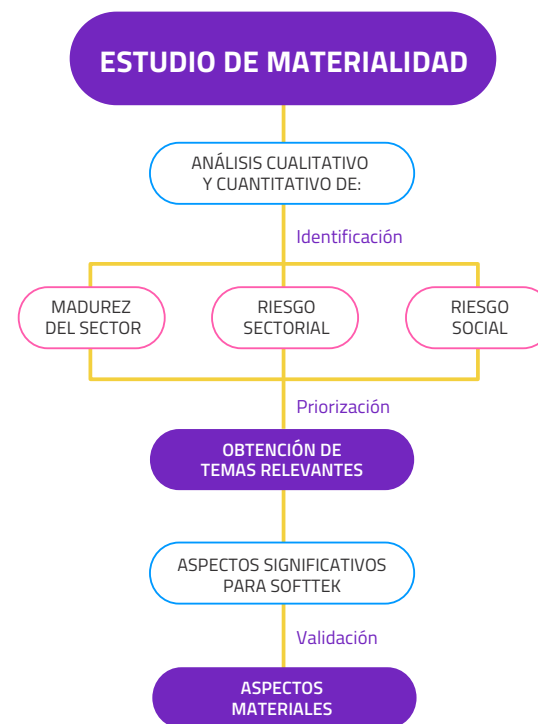 ESTUDIO DE MATERIALIDAD
ANÁLISIS CUALITATIVO
Y CUANTITATIVO DE:
Identificación
MADUREZ
DEL SECTOR
RIESGO
SECTORIAL
RIESGO
SOCIAL
Priorización
OBTENCIÓN DE
TEMAS RELEVANTES
ASPECTOS SIGNIFICATIVOS
PARA SOFTTEK
Validación
ASPECTOS
MATERIALES